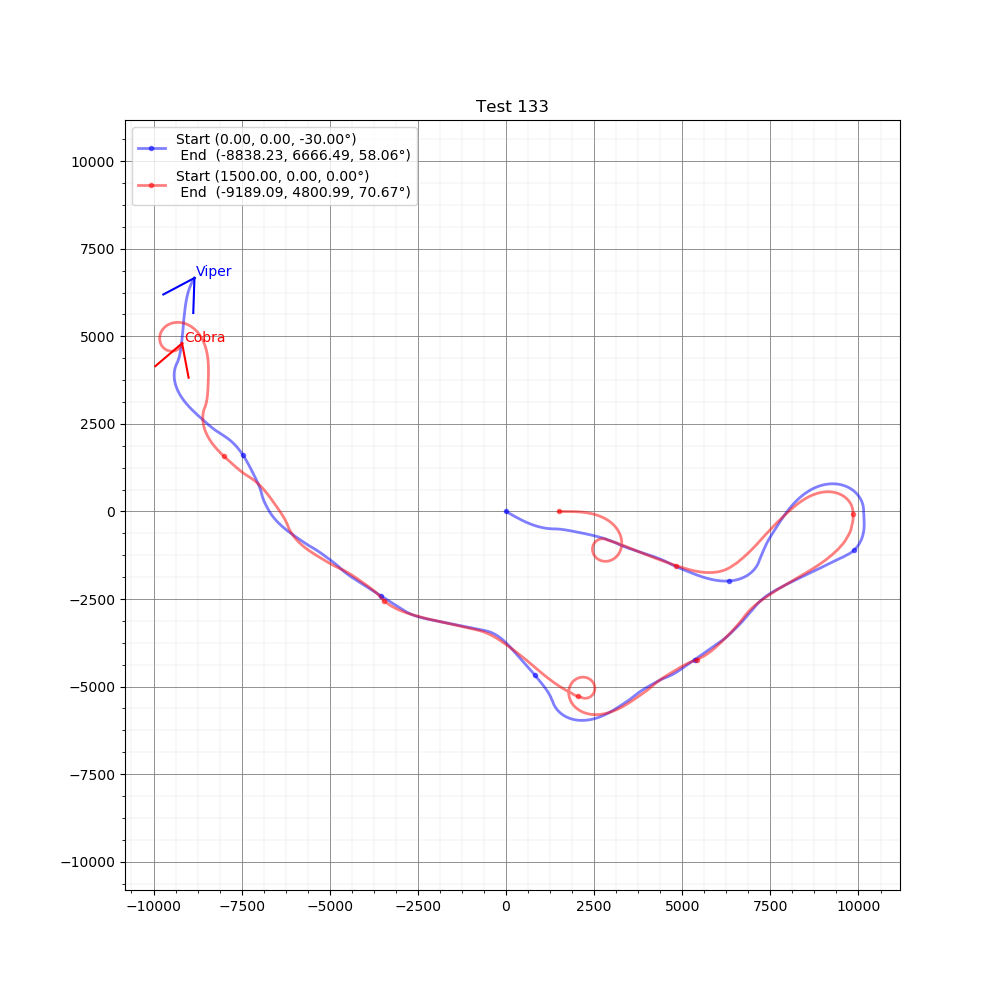 Test 133
Start (0.00, 0.00, -30.00°)
End (-8838.23, 6666.49, 58.06°)
Start (1500.00, 0.00, 0.00°)
End (-9189.09, 4800.99, 70.67°)
10000
7500
5000
2500
0
−2500
−5000
−7500
−10000
Viper
Cobra
−10000 −7500 −5000 −2500 0 2500 5000 7500 10000